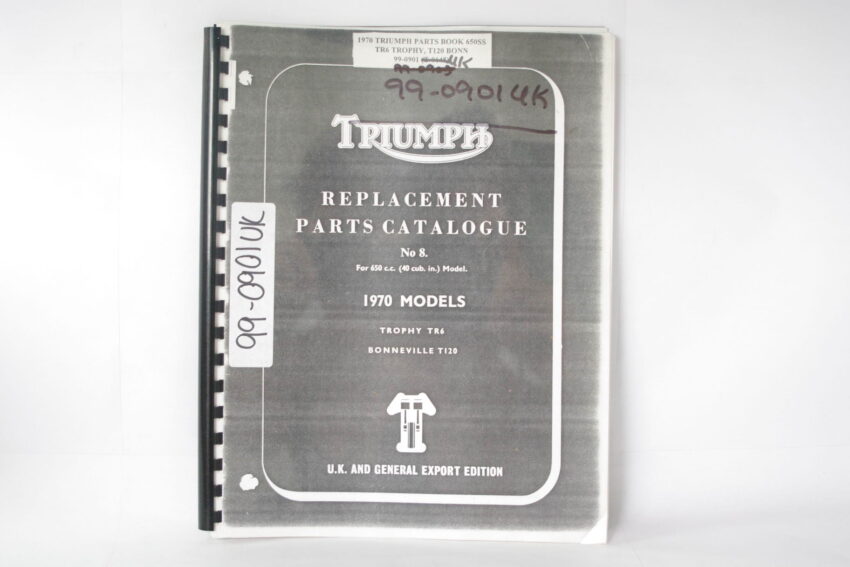 1970 TRIUMPH PARTS BOOK 650SS
TR6 TROPHY, T120 BONN
99-0901 UK
99-0901UK
TRIUMPH
REPLACEMENT
PARTS CATALOGUE
No 8.
For 650 c.c. (40 cub. in.) Model.
1970 MODELS
TROPHY TR6
BONNEVILLE T120
U.K. AND GENERAL EXPORT EDITION
99-0901UK